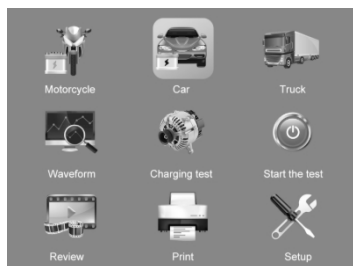 Motorcycle
Car
Truck
Waveform
Charging test
Start the test
Review
Print
Setup